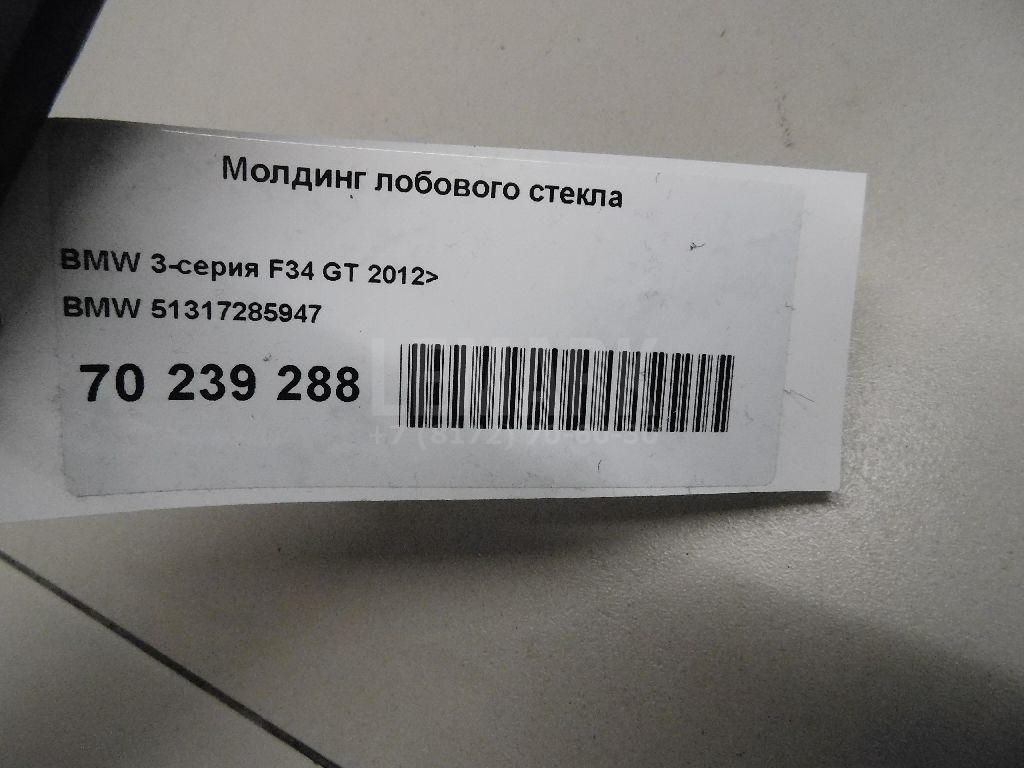 Молдинг лобового стекла
BMW 3-серия F34 GT 2012>
BMW 51317285947
70 239 288